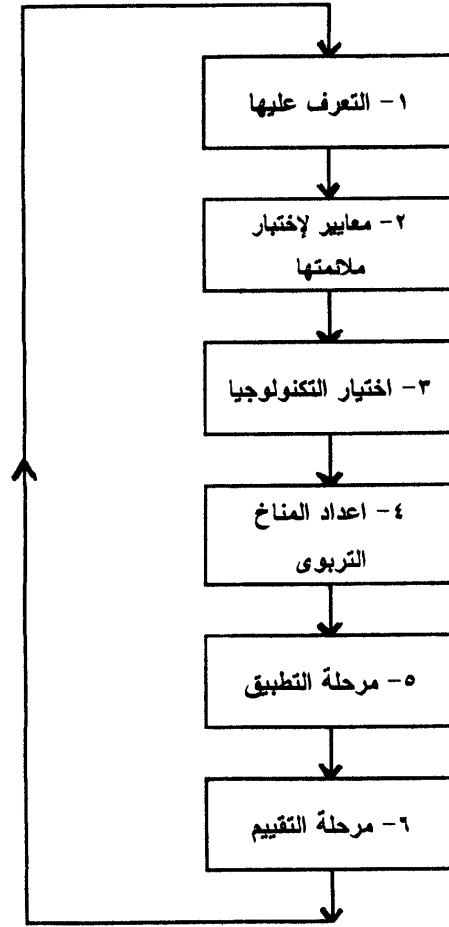 ١- التعرف عليها
٢- معايير لإختبار
ملائمتها
٣- اختيار التكنولوجيا
٤- اعداد المناخ
التربوى
٥- مرحلة التطبيق
٦- مرحلة التقييم